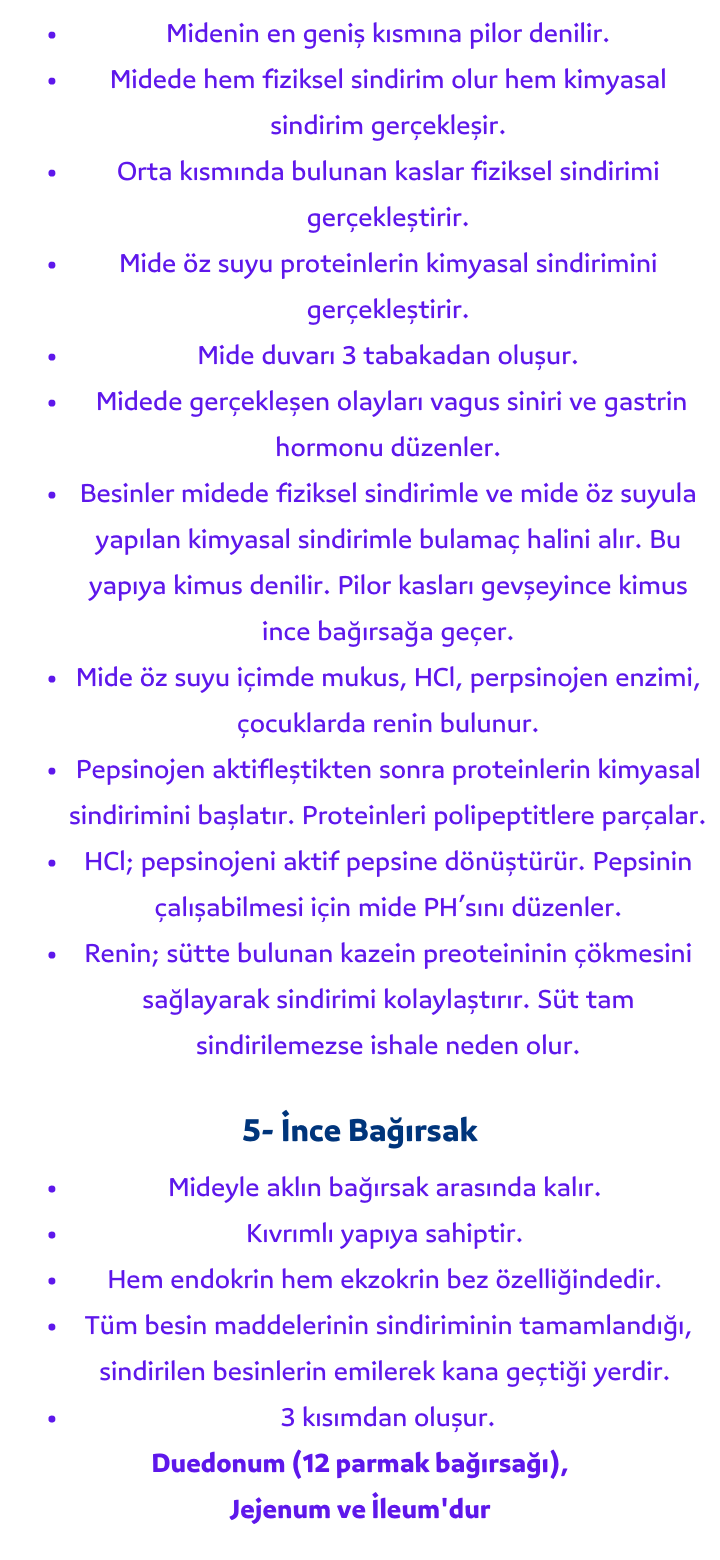 • Midenin en geniş kısmına pilor denilir.
• Midede hem fiziksel sindirim olur hem kimyasal
sindirim gerçekleşir.
• Orta kısmında bulunan kaslar fiziksel sindirimi
gerçekleştirir.
• Mide öz suyu proteinlerin kimyasal sindirimini
gerçekleştirir.
• Mide duvarı 3 tabakadan oluşur.
• Midede gerçekleşen olayları vagus siniri ve gastrin
hormonu düzenler.
• Besinler midede fiziksel sindirimle ve mide öz suyula
yapılan kimyasal sindirimle bulamaç halini alır. Bu
yapıya kimus denilir. Pilor kasları gevşeyince kimus
ince bağırsağa geçer.
• Mide öz suyu içimde mukus, HCl, perpsinojen enzimi,
çocuklarda renin bulunur.
• Pepsinojen aktifleştikten sonra proteinlerin kimyasal
sindirimini başlatır. Proteinleri polipeptitlere parçalar.
• HCl; pepsinojeni aktif pepsine dönüştürür. Pepsinin
çalışabilmesi için mide PH’sını düzenler.
• Renin; sütte bulunan kazein preoteininin çökmesini
sağlayarak sindirimi kolaylaştırır. Süt tam
sindirilemezse ishale neden olur.
5- İnce Bağırsak
• Mideyle aklın bağırsak arasında kalır.
• Kıvrımlı yapıya sahiptir.
• Hem endokrin hem ekzokrin bez özelliğindedir.
• Tüm besin maddelerinin sindiriminin tamamlandığı,
sindirilen besinlerin emilerek kana geçtiği yerdir.
• 3 kısımdan oluşur.
Duedonum (12 parmak bağırsağı),
Jejenum ve İleum'dur